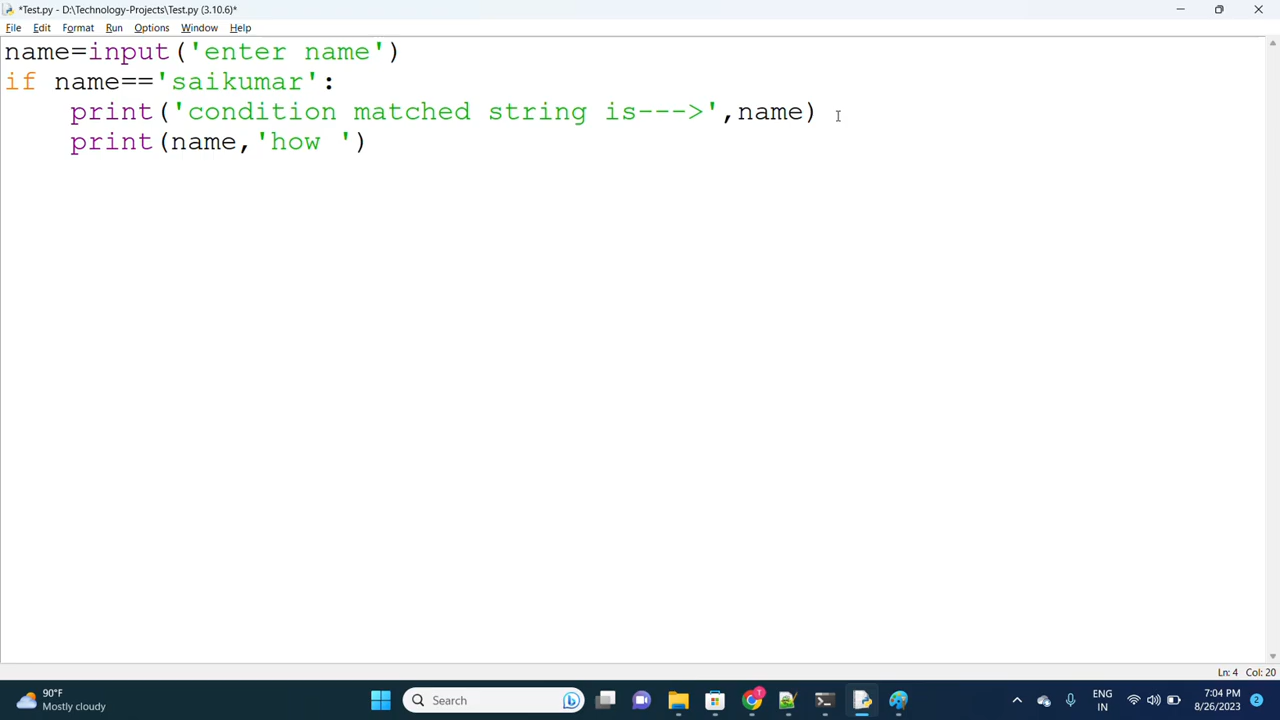 *Test.py - D:\Technology-Projects\Test.py (3.10.6)*
File Edit Format Run Options Window Help
name=input('enter name')
if name=='saikumar':
    print('condition matched string is--->',name)
    print(name,'how ')
Ln: 4 Col: 20
90°F
Mostly cloudy
Search
ENG
IN
7:04 PM
8/26/2023
2